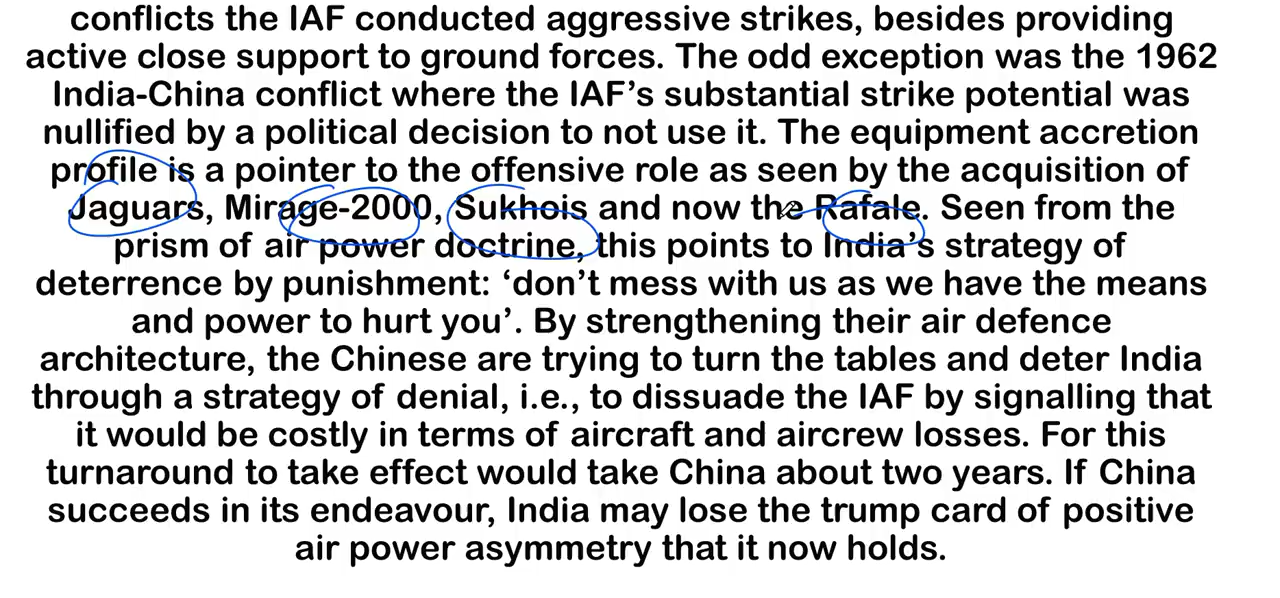 conflicts the IAF conducted aggressive strikes, besides providing
active close support to ground forces. The odd exception was the 1962
India-China conflict where the IAF’s substantial strike potential was
nullified by a political decision to not use it. The equipment accretion
profile is a pointer to the offensive role as seen by the acquisition of
Jaguars, Mirage-2000, Sukhois and now the Rafale. Seen from the
prism of air power doctrine, this points to India’s strategy of
deterrence by punishment: ‘don’t mess with us as we have the means
and power to hurt you’. By strengthening their air defence
architecture, the Chinese are trying to turn the tables and deter India
through a strategy of denial, i.e., to dissuade the IAF by signalling that
it would be costly in terms of aircraft and aircrew losses. For this
turnaround to take effect would take China about two years. If China
succeeds in its endeavour, India may lose the trump card of positive
air power asymmetry that it now holds.